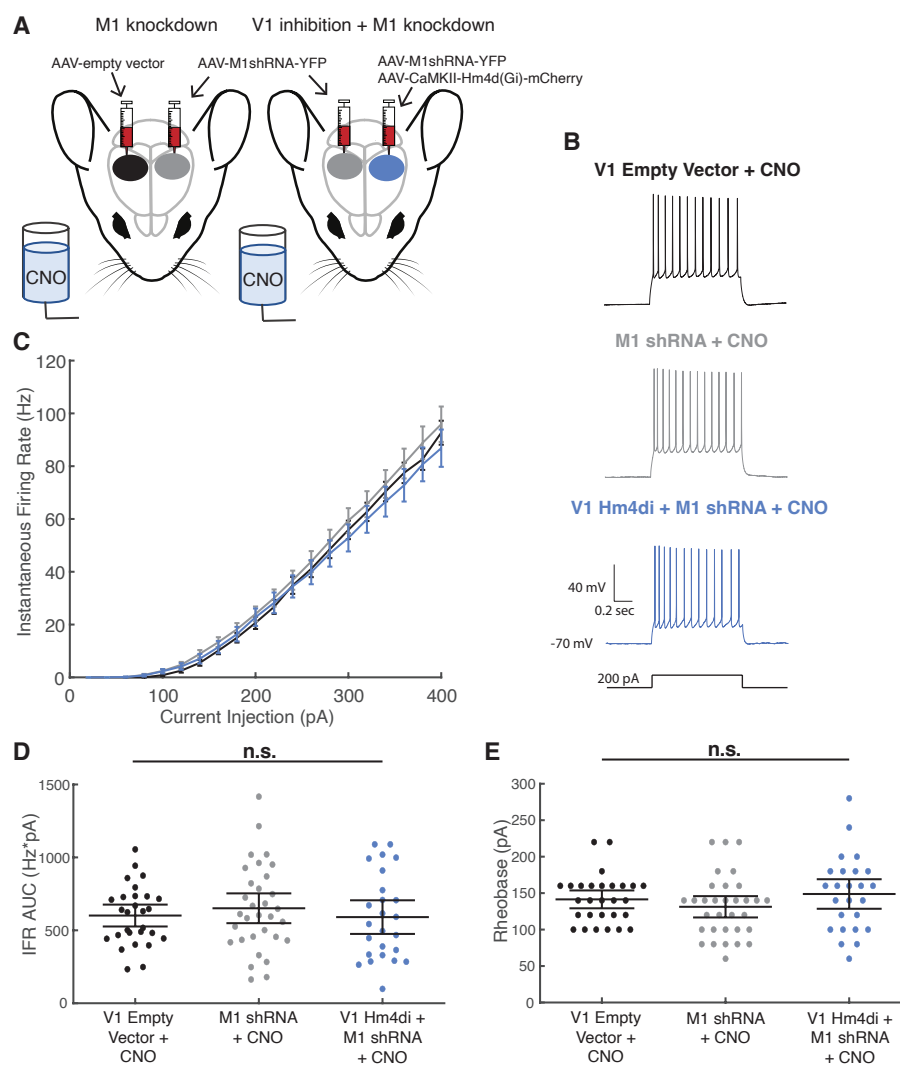 A
M1 knockdown
V1 inhibition + M1 knockdown
AAV-empty vector
AAV-M1shRNA-YFP
AAV-M1shRNA-YFP
AAV-CaMKII-Hm4d(Gi)-mCherry
CNO
CNO
B
V1 Empty Vector + CNO
M1 shRNA + CNO
V1 Hm4di + M1 shRNA + CNO
40 mV
0.2 sec
-70 mV
200 pA
C
Instantaneous Firing Rate (Hz)
120
100
80
60
40
20
0
0
100
200
300
400
Current Injection (pA)
D
n.s.
IFR AUC (Hz*pA)
1500
1000
500
0
V1 Empty
Vector +
CNO
M1 shRNA
+ CNO
V1 Hm4di +
M1 shRNA
+ CNO
E
n.s.
Rheobase (pA)
300
250
200
150
100
50
0
V1 Empty
Vector +
CNO
M1 shRNA
+ CNO
V1 Hm4di +
M1 shRNA
+ CNO